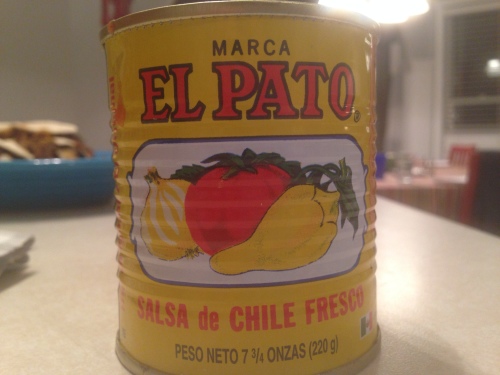 MARCA
EL PATO®
SALSA de CHILE FRESCO
PESO NETO 7 3/4 ONZAS (220 g)